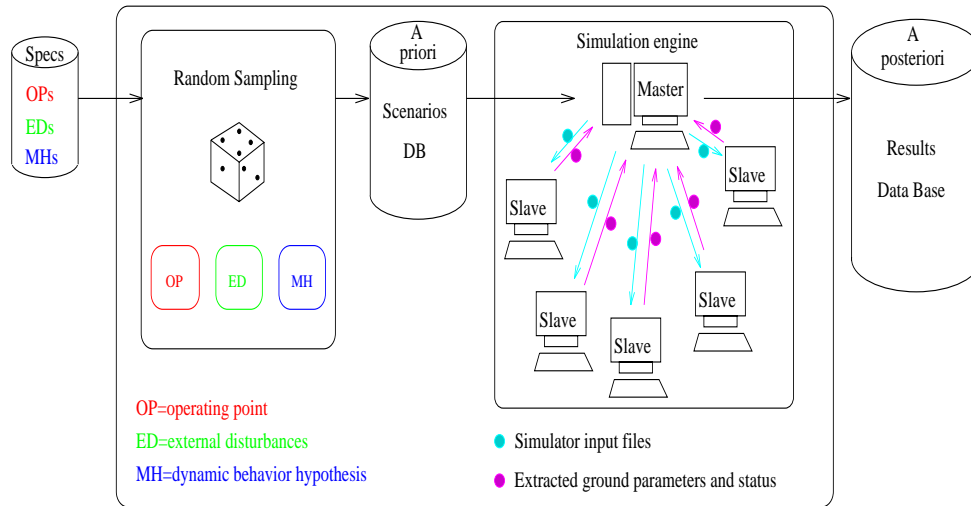 Specs
OPs
EDs
MHs
Random Sampling
OP
ED
MH
A
priori
Scenarios
DB
Simulation engine
Master
Slave
Slave
Slave
Slave
Slave
A
posteriori
Results
Data Base
OP=operating point
ED=external disturbances
MH=dynamic behavior hypothesis
Simulator input files
Extracted ground parameters and status